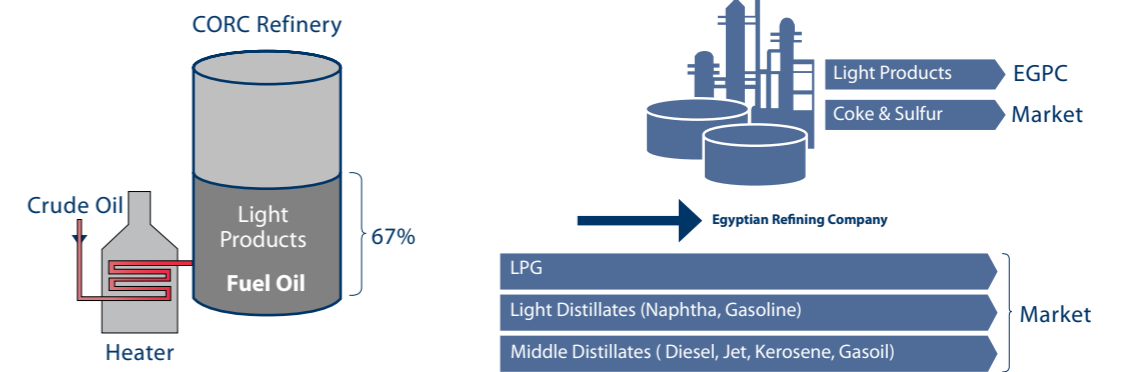 CORC Refinery
Crude Oil
Light
Products
Fuel Oil
67%
Heater
Light Products
EGPC
Coke & Sulfur
Market
Egyptian Refining Company
LPG
Light Distillates (Naphtha, Gasoline)
Middle Distillates ( Diesel, Jet, Kerosene, Gasoil)
Market